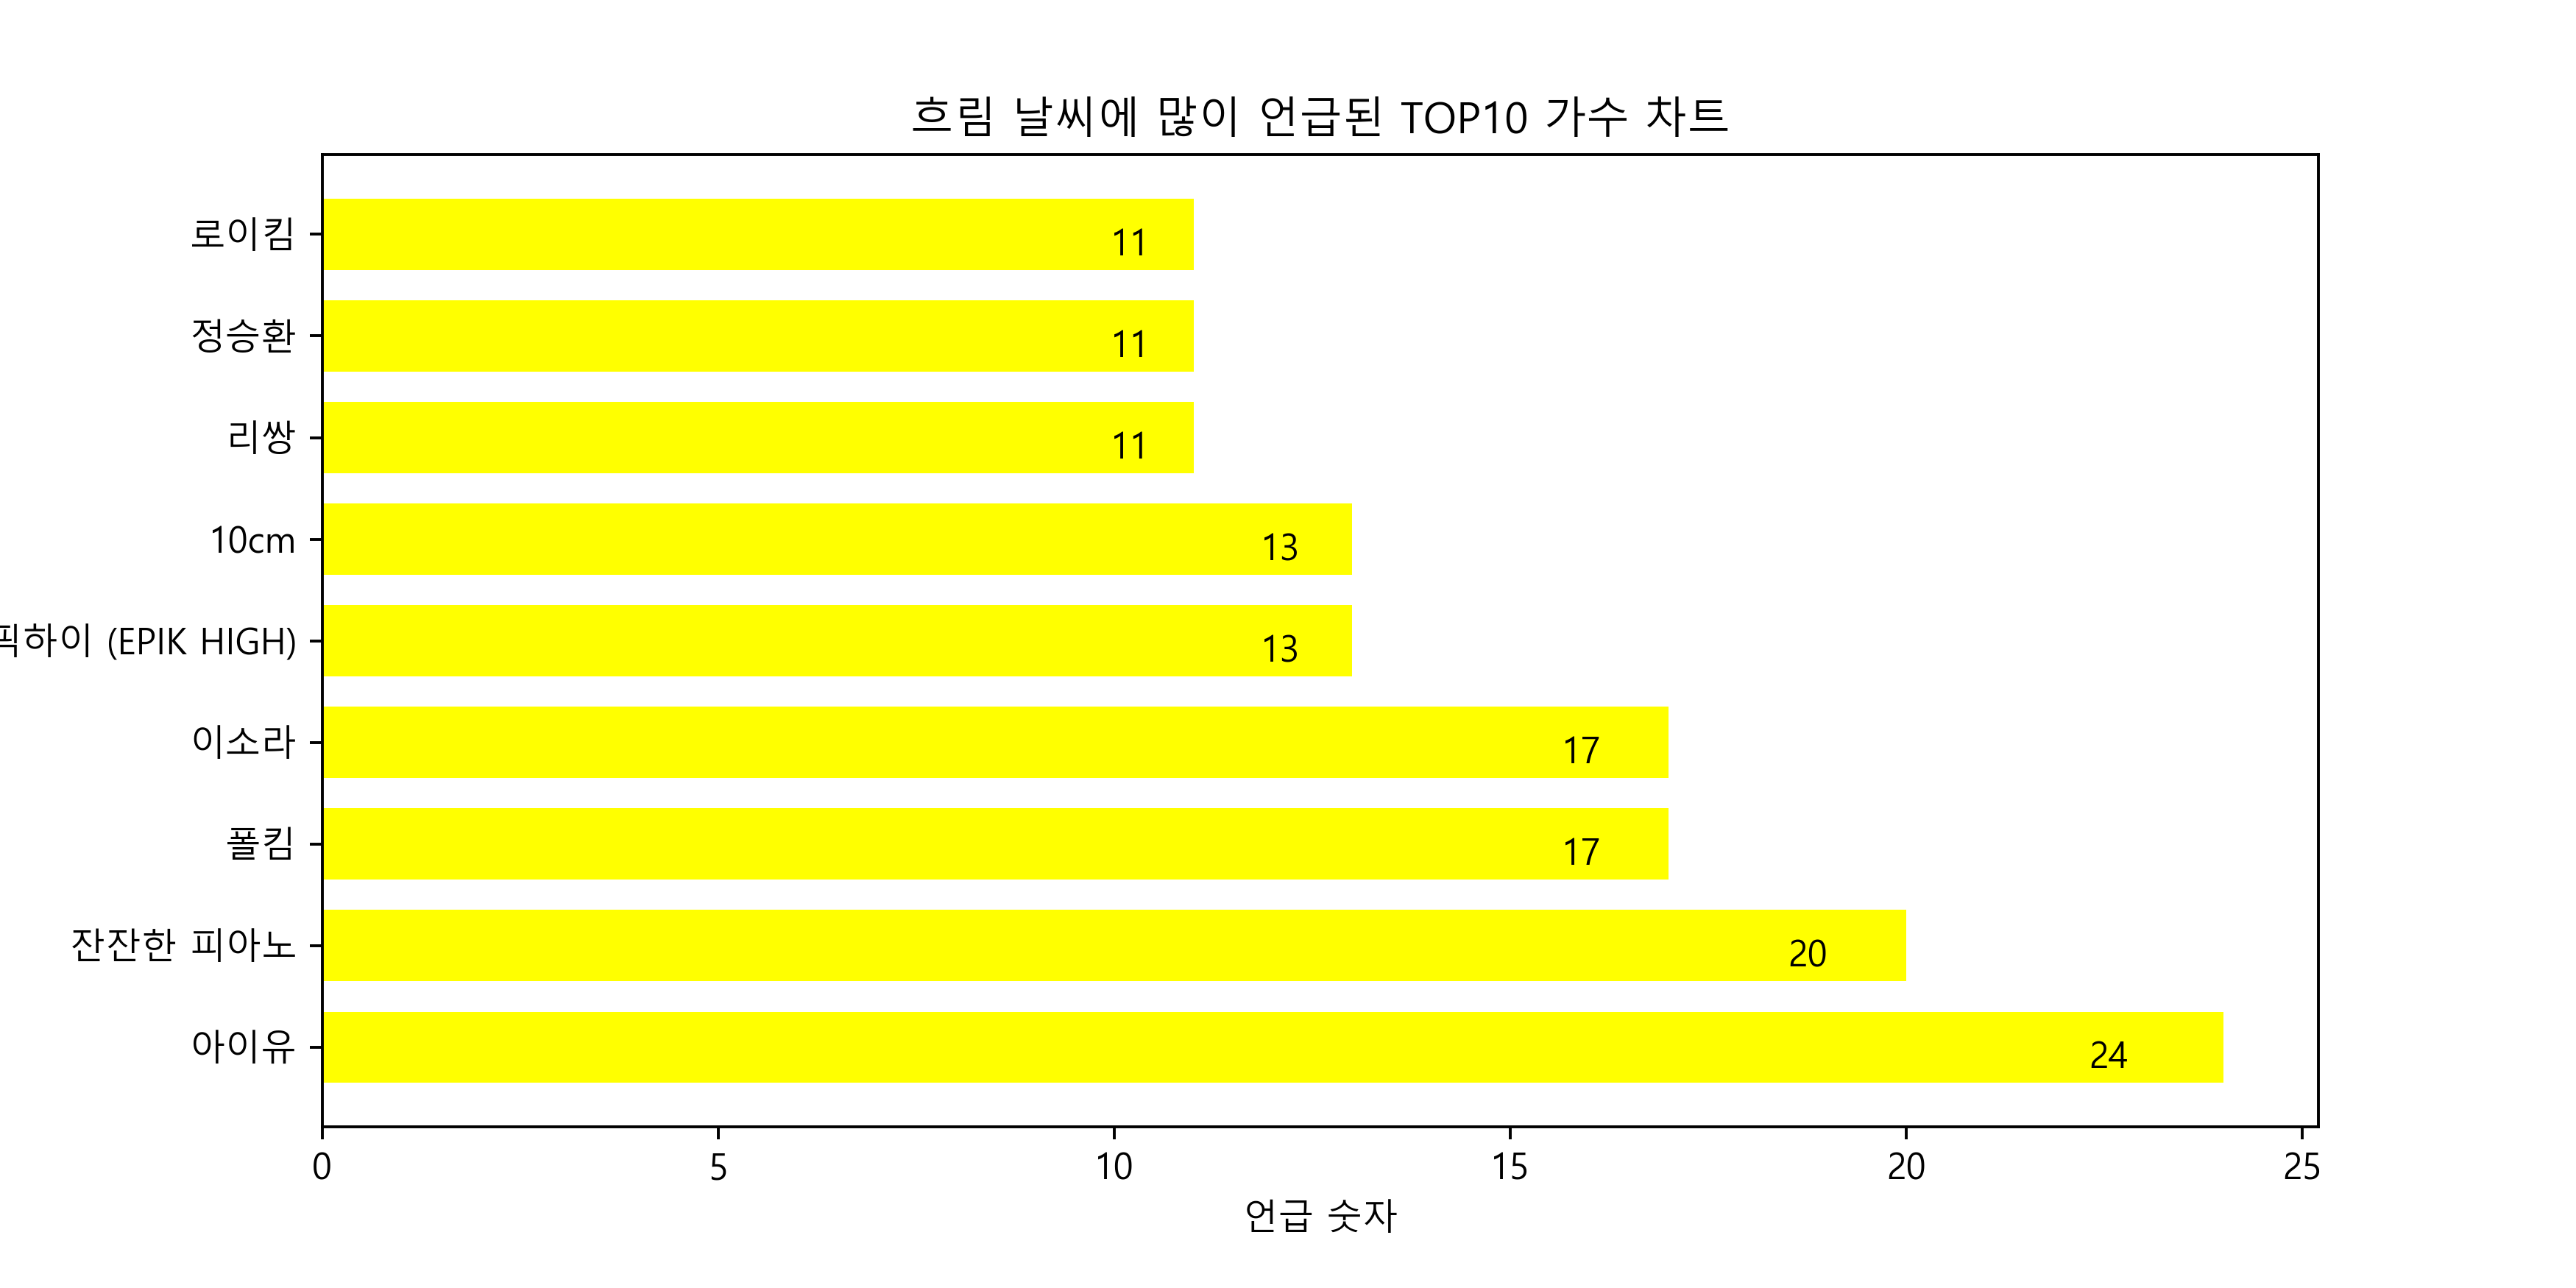 흐림 날씨에 많이 언급된 TOP10 가수 차트
로이킴 11
정승환 11
리쌍 11
10cm 13
픽하이 (EPIK HIGH) 13
이소라 17
폴킴 17
잔잔한 피아노 20
아이유 24
0 5 10 15 20 25
언급 숫자